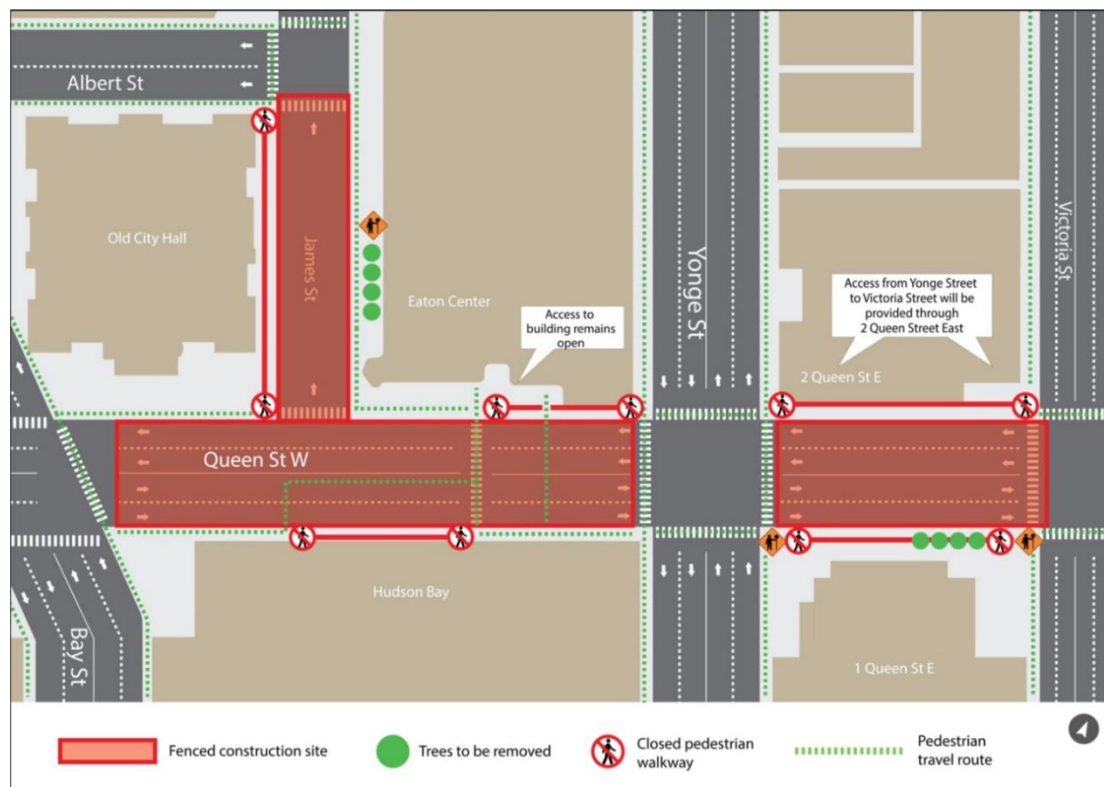 Albert St
Old City Hall
James St
Eaton Center
Access to
building remains
open
Yonge St
Victoria St
Access from Yonge Street
to Victoria Street will be
provided through
2 Queen Street East
2 Queen St E
Queen St W
Hudson Bay
Bay St
1 Queen St E
Fenced construction site
Trees to be removed
Closed pedestrian
walkway
Pedestrian
travel route